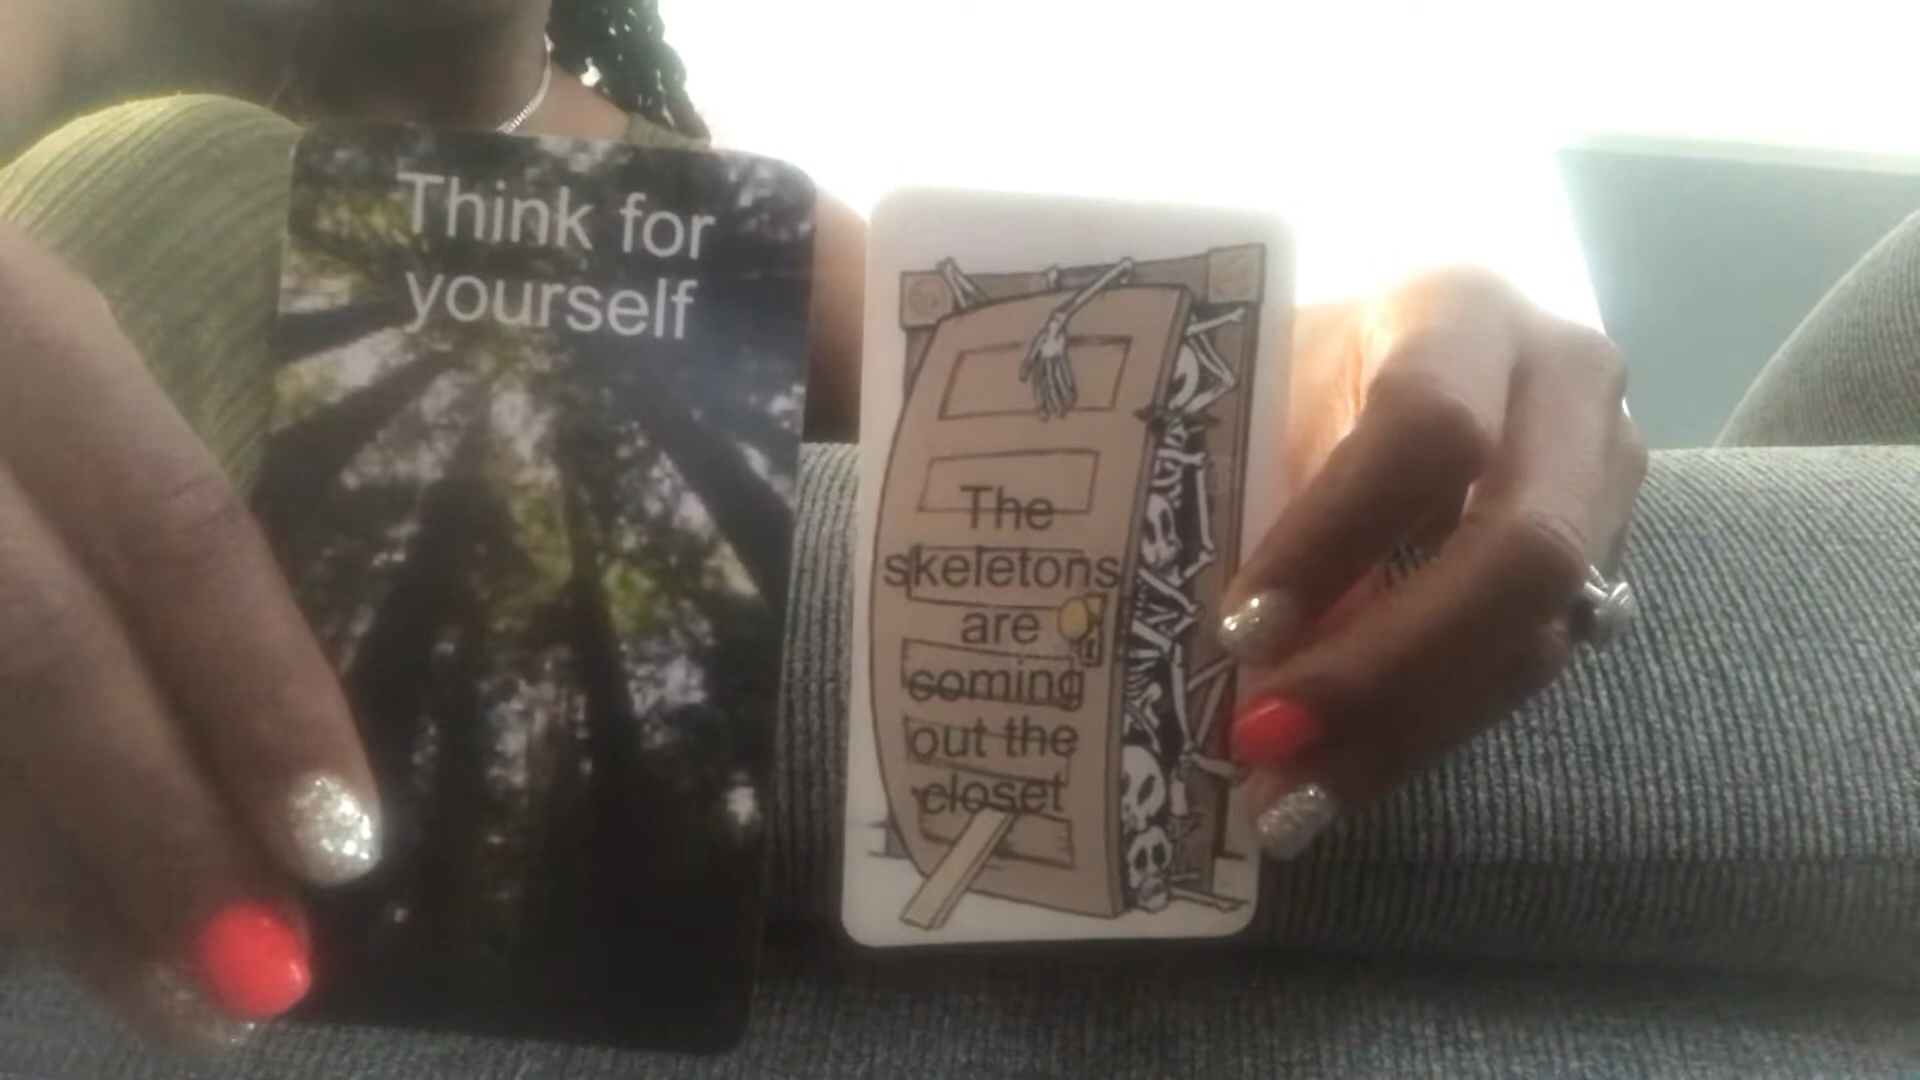 Think for
yourself
The
skeletons
are
coming
out the
closet